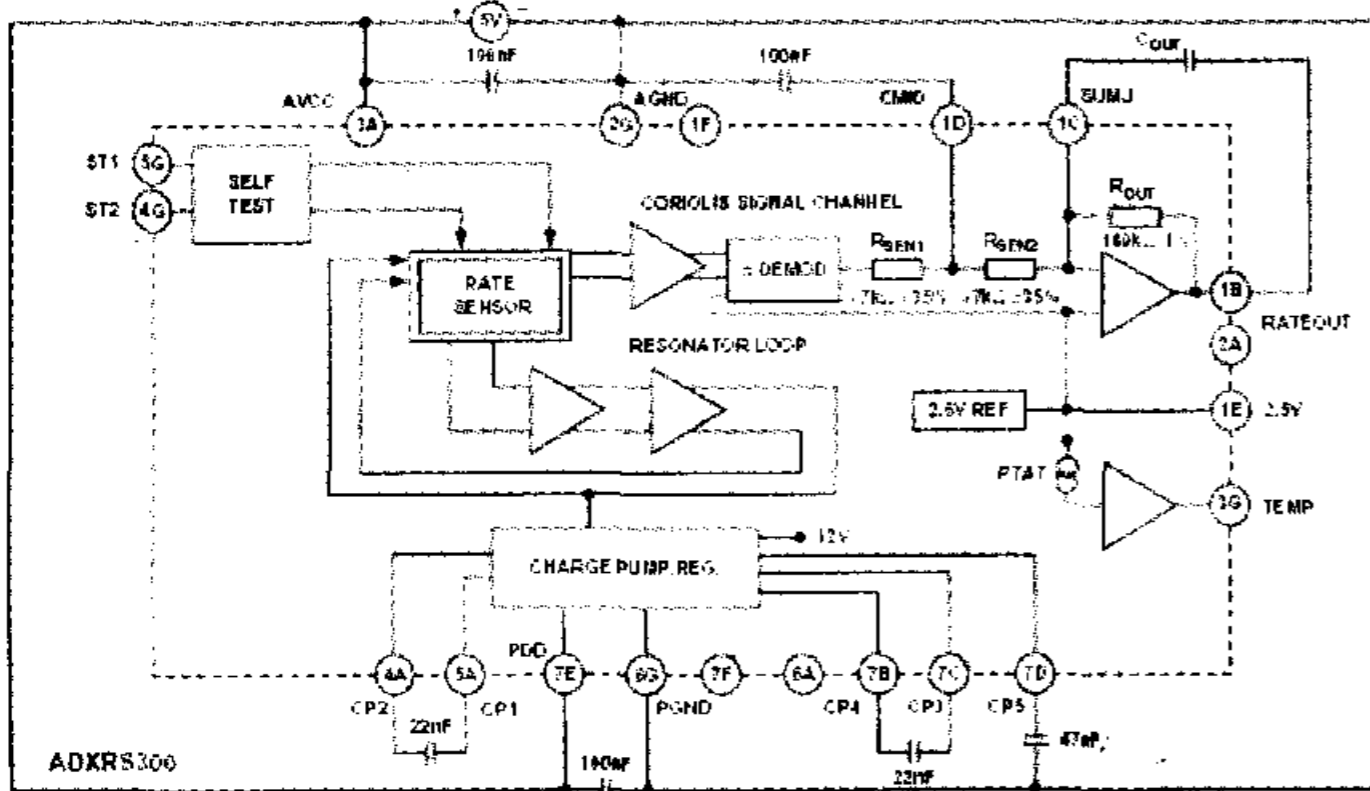 5V
100nF
100nF
COUT
AVCC
3A
AGND
2G
1F
CMID
1D
SUMJ
1C
ST1
5G
ST2
4G
SELF
TEST
CORIOLIS SIGNAL CHANNEL
ROUT
RSEN1
RSEN2
DEMOD
RATE
SENSOR
1B
RATEOUT
2A
RESONATOR LOOP
2.5V REF
1E
2.5V
PTAT
3G
TEMP
12V
CHARGE PUMP REG.
PDD
4A
5A
7E
6G
7F
6A
7B
7C
7D
CP2
CP1
PGND
CP4
CP3
CP5
22nF
47nF
ADXRS300
100nF
22nF